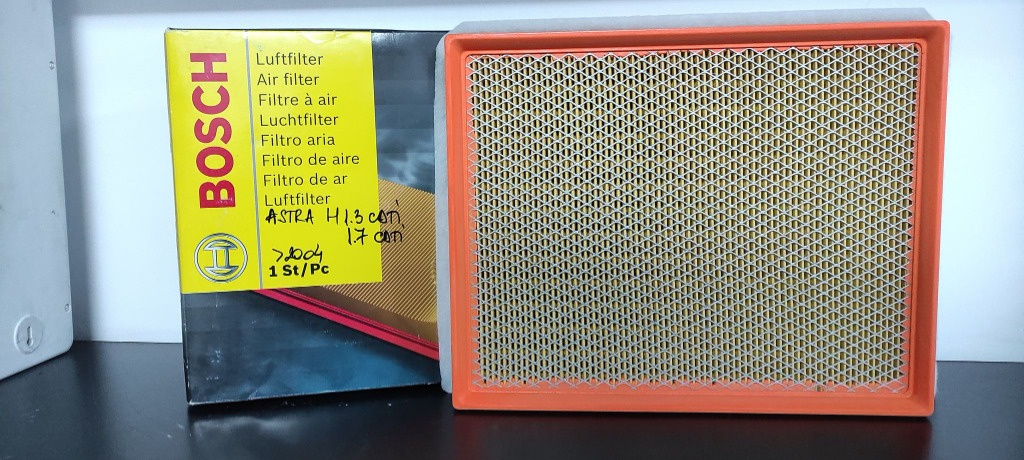 BOSCH
Luftfilter
Air filter
Filtre à air
Luchtfilter
Filtro aria
Filtro de aire
Filtro de ar
Luftfilter
ASTRA H 1.3 CDTi
1.7 CDTi
>2004
1 St/Pc